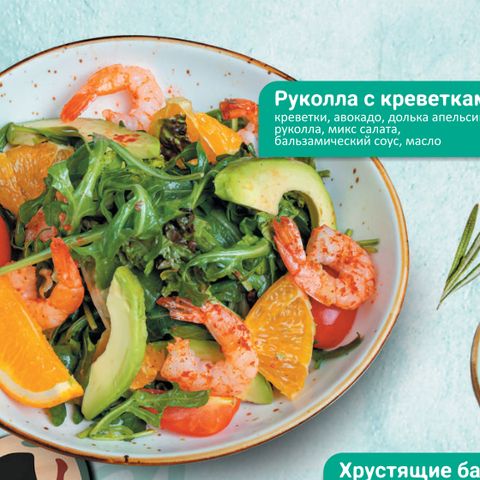 Руколла с креветкам
креветки, авокадо, долька апельси
руколла, микс салата,
бальзамический соус, масло
Хрустящие ба